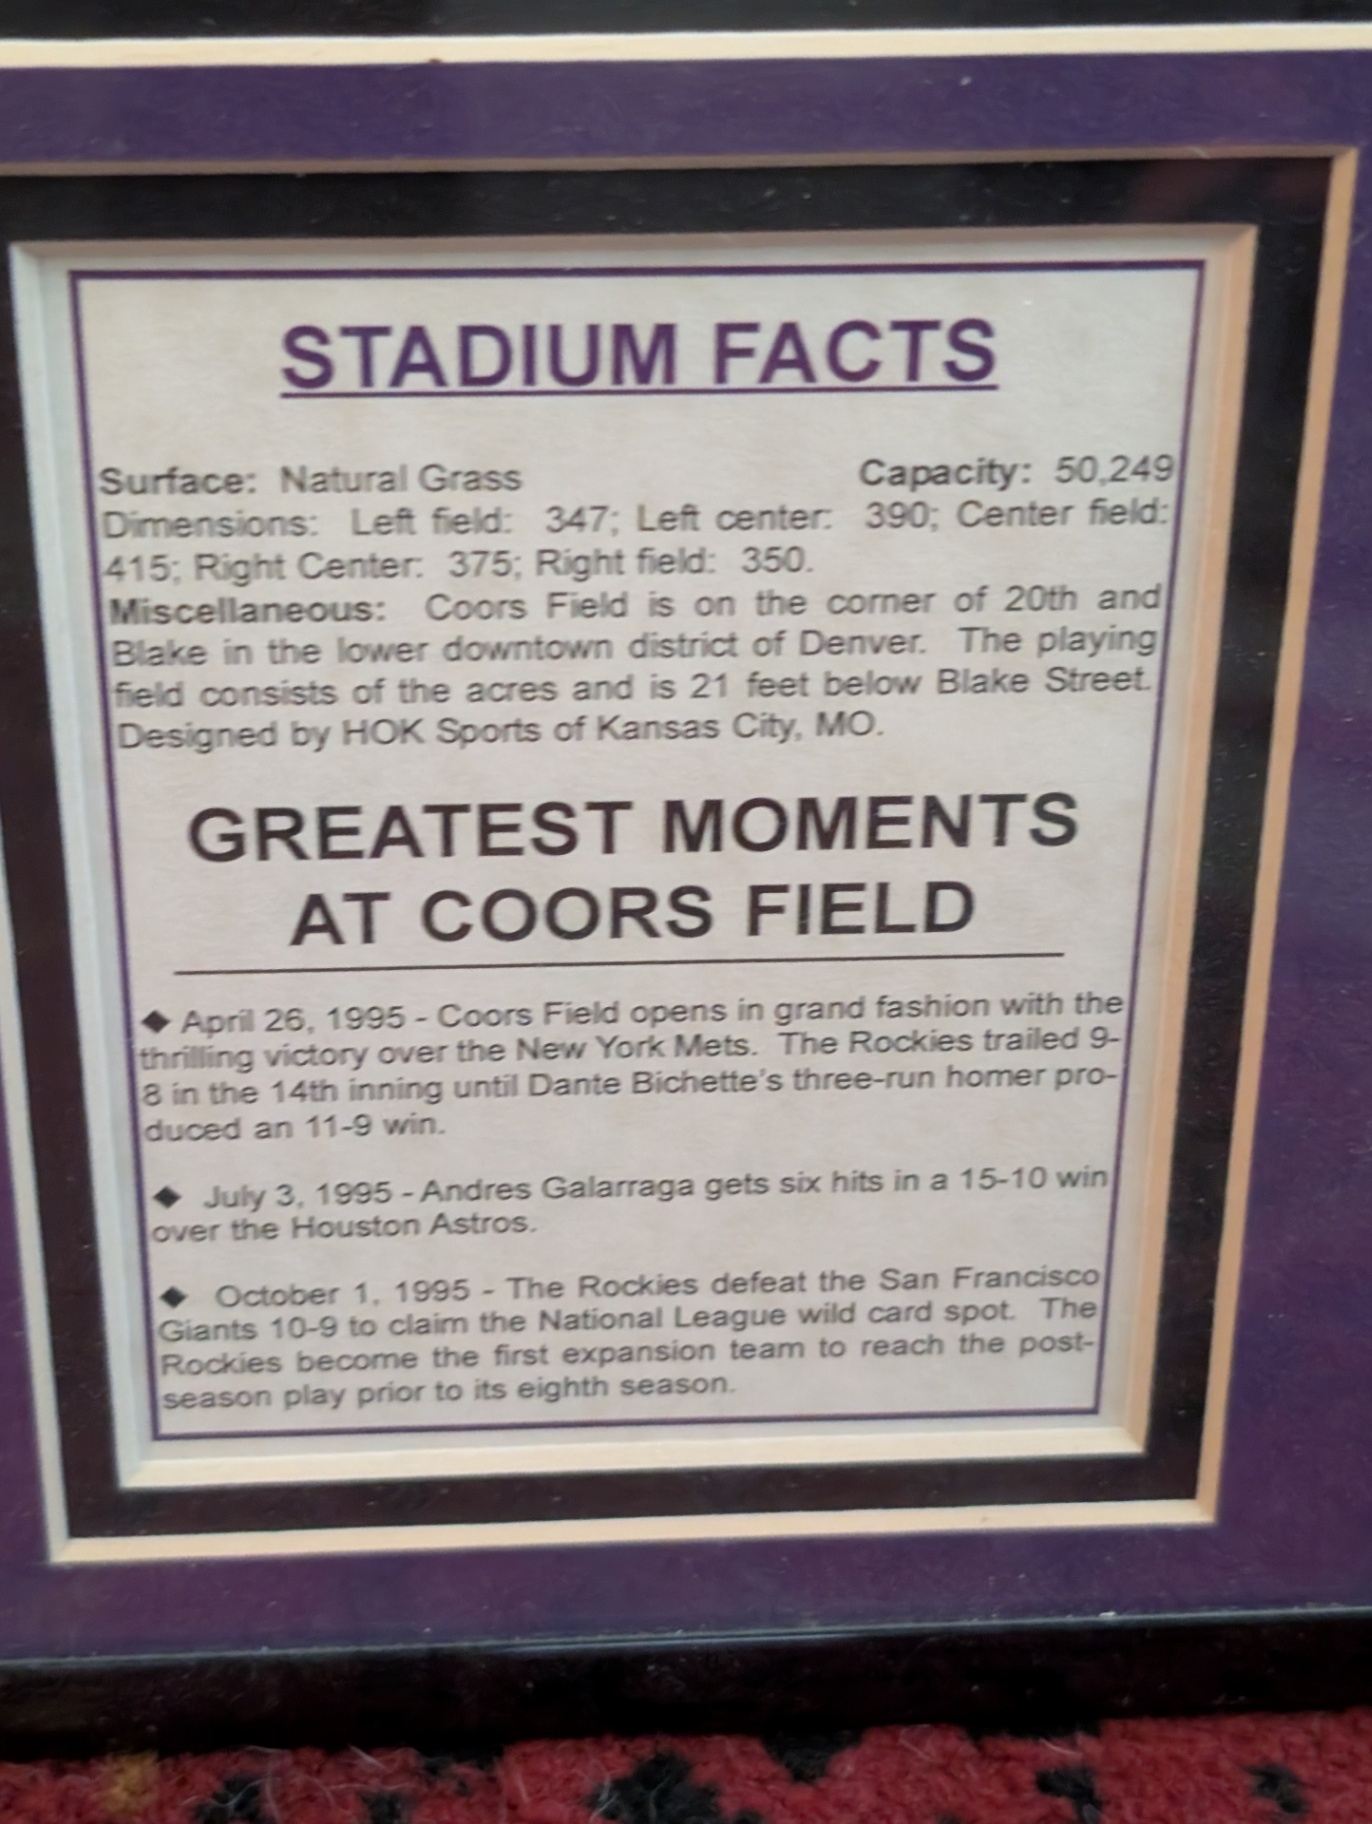 STADIUM FACTS
Surface: Natural Grass Capacity: 50,249
Dimensions: Left field: 347; Left center: 390; Center field:
415; Right Center: 375; Right field: 350.
Miscellaneous: Coors Field is on the corner of 20th and
Blake in the lower downtown district of Denver. The playing
field consists of the acres and is 21 feet below Blake Street.
Designed by HOK Sports of Kansas City, MO.
GREATEST MOMENTS
AT COORS FIELD
◆ April 26, 1995 - Coors Field opens in grand fashion with the
thrilling victory over the New York Mets. The Rockies trailed 9-
8 in the 14th inning until Dante Bichette's three-run homer pro-
duced an 11-9 win.
◆ July 3, 1995 - Andres Galarraga gets six hits in a 15-10 win
over the Houston Astros.
◆ October 1, 1995 - The Rockies defeat the San Francisco
Giants 10-9 to claim the National League wild card spot. The
Rockies become the first expansion team to reach the post-
season play prior to its eighth season.